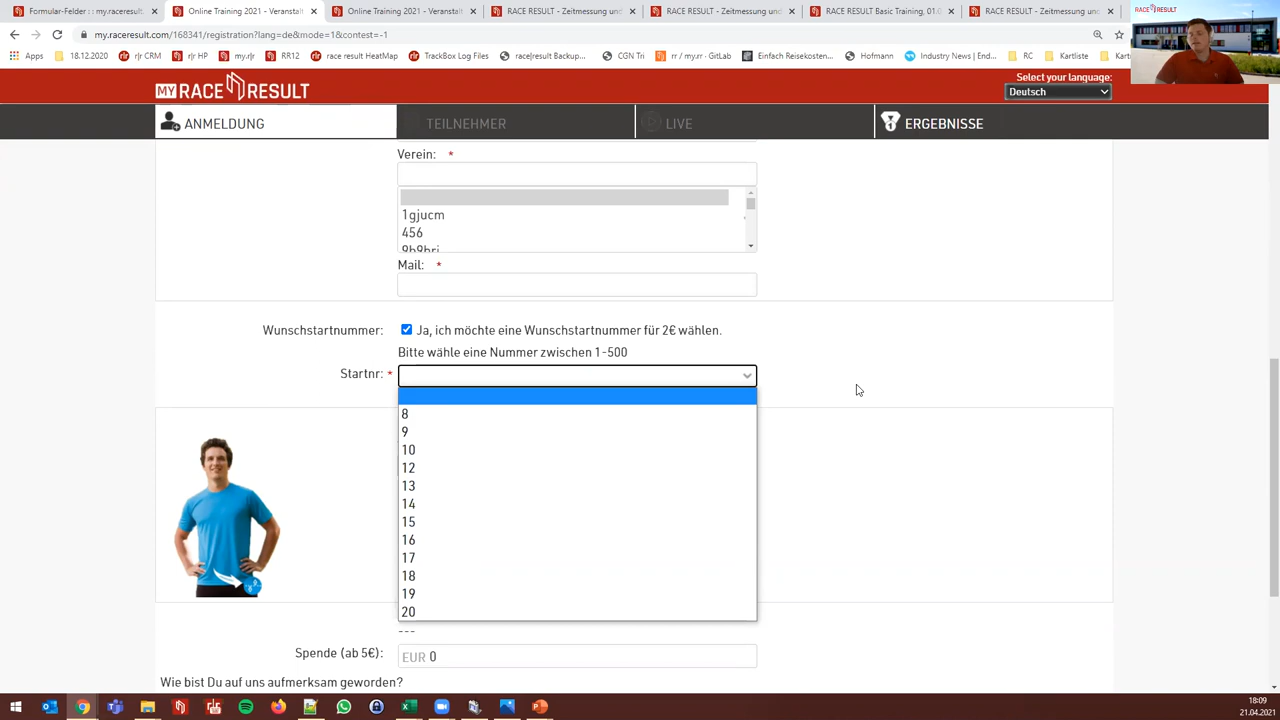 Formular-Felder : : my.raceresult
Online Training 2021 - Veranstalt
Online Training 2021 - Veranstalt
RACE RESULT - Zeitmessung und
RACE RESULT - Zeitmessung und
RACE RESULT Basic Training, 01.0
RACE RESULT - Zeitmessung und
RACE RESULT
my.raceresult.com/168341/registration?lang=de&mode=1&contest=-1
Apps
18.12.2020
r|r CRM
r|r HP
my.r|r
RR12
race result HeatMap
TrackBox Log Files
race|result backup...
CGN Tri
rr / my.rr · GitLab
Einfach Reisekosten...
Hofmann
Industry News | End...
RC
Kartliste
MY RACE RESULT
Select your language:
Deutsch
ANMELDUNG
TEILNEHMER
LIVE
ERGEBNISSE
Verein: *
1gjucm
456
9b9bri
Mail: *
Wunschstartnummer:
Ja, ich möchte eine Wunschstartnummer für 2€ wählen.
Bitte wähle eine Nummer zwischen 1-500
Startnr: *
8
9
10
12
13
14
15
16
17
18
19
20
---
Spende (ab 5€):
EUR 0
Wie bist Du auf uns aufmerksam geworden?
18:09
21.04.2021